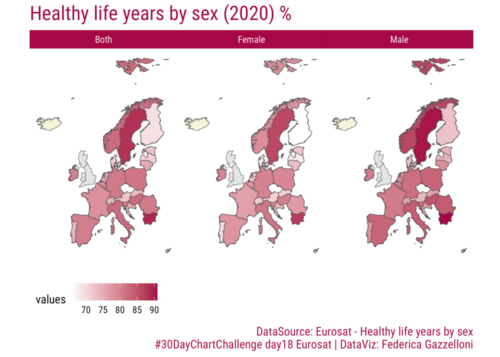 Healthy life years by sex (2020) %
Both Female Male
values
70 75 80 85 90
DataSource: Eurosat - Healthy life years by sex
#30DayChartChallenge day18 Eurosat | DataViz: Federica Gazzelloni